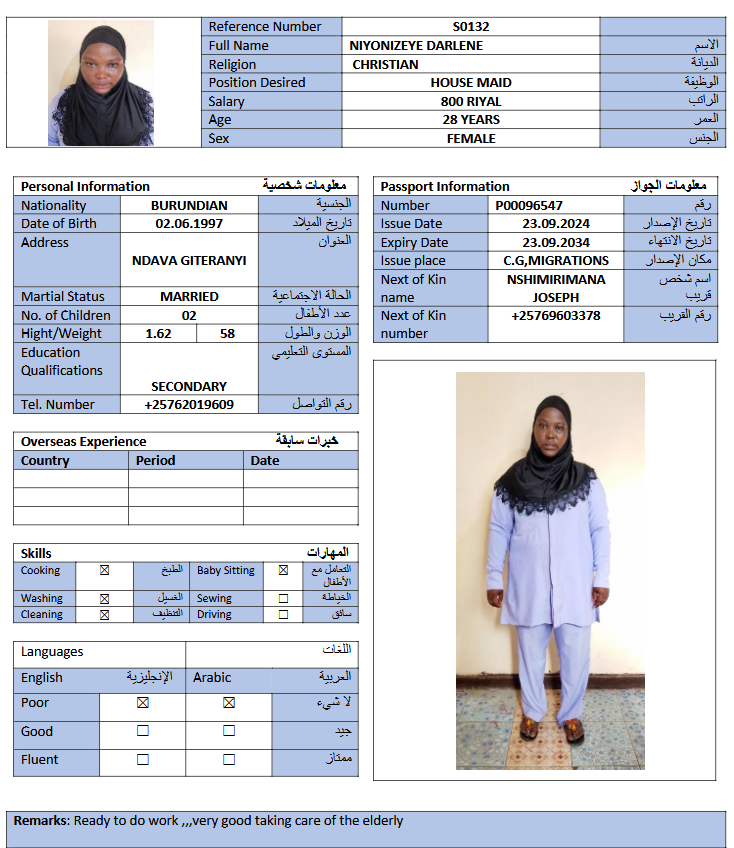 Reference Number S0132
Full Name NIYONIZEYE DARLENE الاسم
Religion CHRISTIAN الديانة
Position Desired HOUSE MAID الوظيفة
Salary 800 RIYAL الراتب
Age 28 YEARS العمر
Sex FEMALE الجنس
Personal Information معلومات شخصية
Nationality BURUNDIAN الجنسية
Date of Birth 02.06.1997 تاريخ الميلاد
Address NDAVA GITERANYI العنوان
Martial Status MARRIED الحالة الاجتماعية
No. of Children 02 عدد الأطفال
Hight/Weight 1.62 58 الوزن والطول
Education المستوى التعليمي
Qualifications
SECONDARY
Tel. Number +25762019609 رقم التواصل
Passport Information معلومات الجواز
Number P00096547 رقم
Issue Date 23.09.2024 تاريخ الإصدار
Expiry Date 23.09.2034 تاريخ الانتهاء
Issue place C.G,MIGRATIONS مكان الإصدار
Next of Kin NSHIMIRIMANA اسم شخص
name JOSEPH قريب
Next of Kin +25769603378 رقم القريب
number
Overseas Experience خبرات سابقة
Country Period Date
Skills المهارات
Cooking ☒ الطبخ Baby Sitting ☒ التعامل مع
الأطفال
Washing ☒ الغسيل Sewing ☐ الخياطة
Cleaning ☒ التنظيف Driving ☐ سائق
Languages اللغات
English الإنجليزية Arabic العربية
Poor ☒ ☒ لا شيء
Good ☐ ☐ جيد
Fluent ☐ ☐ ممتاز
Remarks: Ready to do work ,,,very good taking care of the elderly